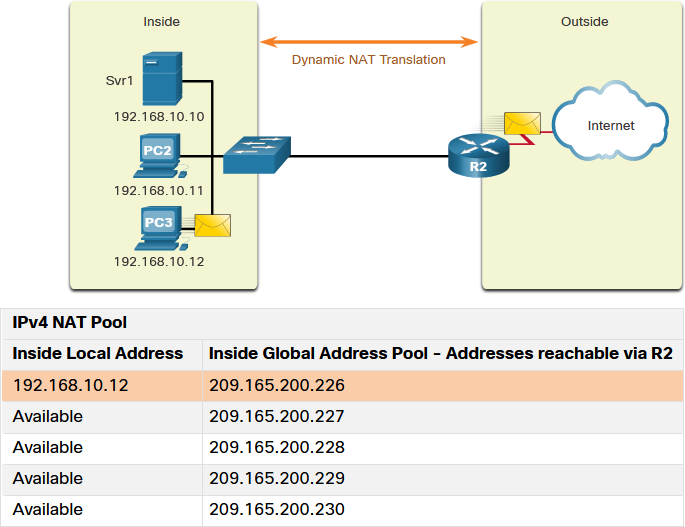 Inside
Outside
Dynamic NAT Translation
Svr1
192.168.10.10
Internet
PC2
R2
192.168.10.11
PC3
192.168.10.12
IPv4 NAT Pool
Inside Local Address Inside Global Address Pool – Addresses reachable via R2
192.168.10.12 209.165.200.226
Available 209.165.200.227
Available 209.165.200.228
Available 209.165.200.229
Available 209.165.200.230